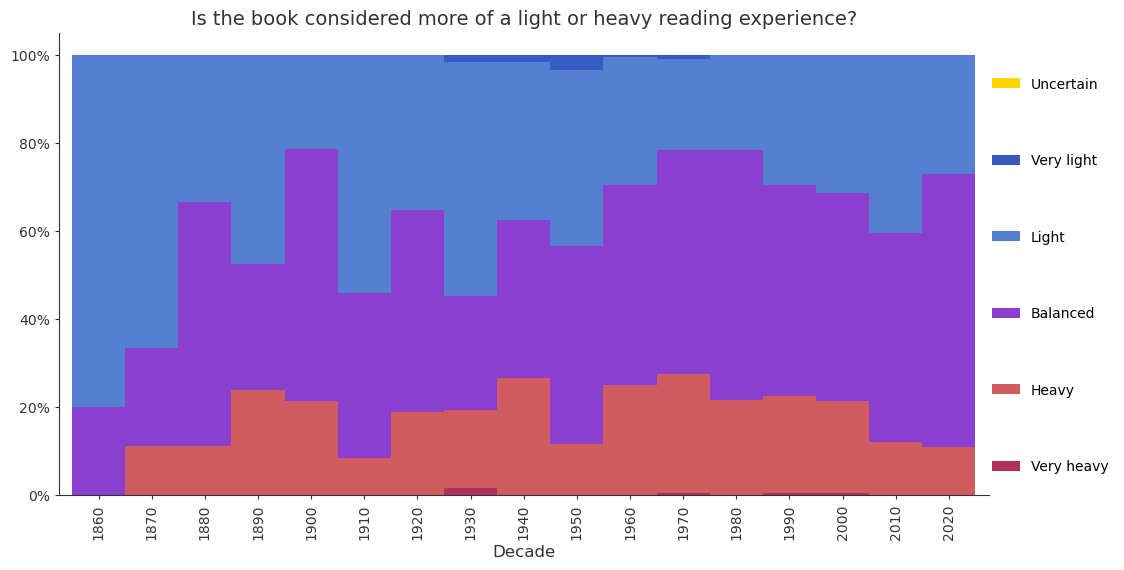 Is the book considered more of a light or heavy reading experience?
100%
80%
60%
40%
20%
0%
1860
1870
1880
1890
1900
1910
1920
1930
1940
1950
1960
1970
1980
1990
2000
2010
2020
Decade
Uncertain
Very light
Light
Balanced
Heavy
Very heavy